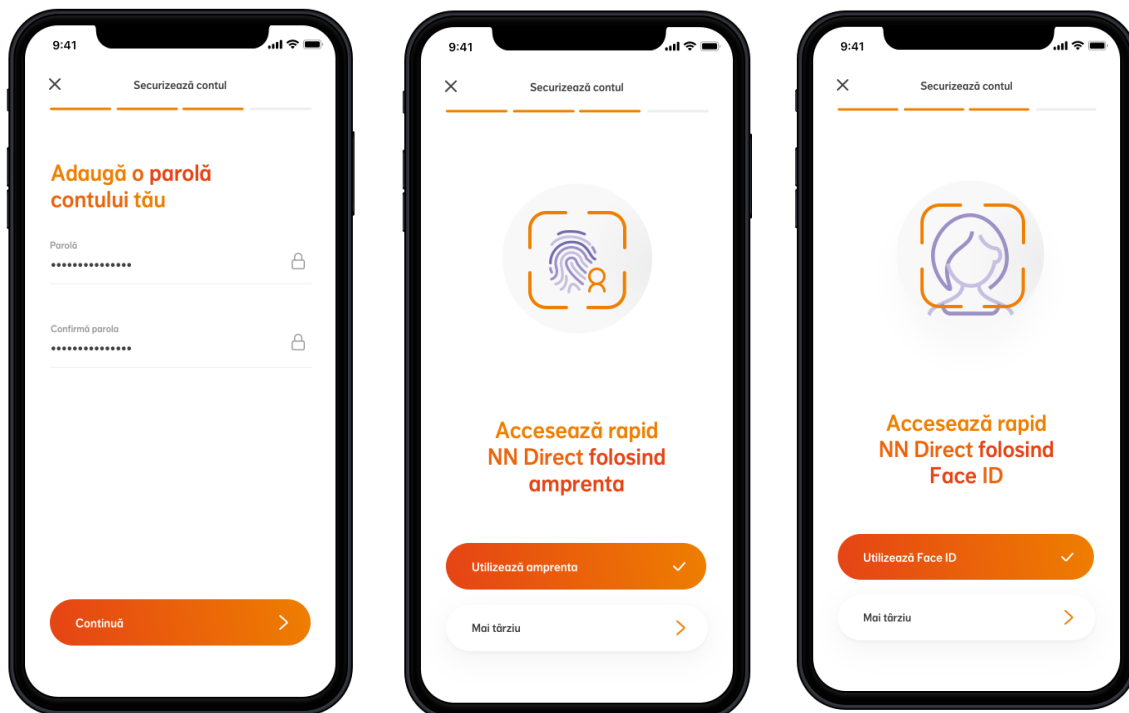 9:41
Securizează contul
Adaugă o parolă
contului tău
Parolă
•••••••••••••••
Confirmă parola
•••••••••••••••
Continuă
9:41
Securizează contul
Accesează rapid
NN Direct folosind
amprenta
Utilizează amprenta
Mai târziu
9:41
Securizează contul
Accesează rapid
NN Direct folosind
Face ID
Utilizează Face ID
Mai târziu